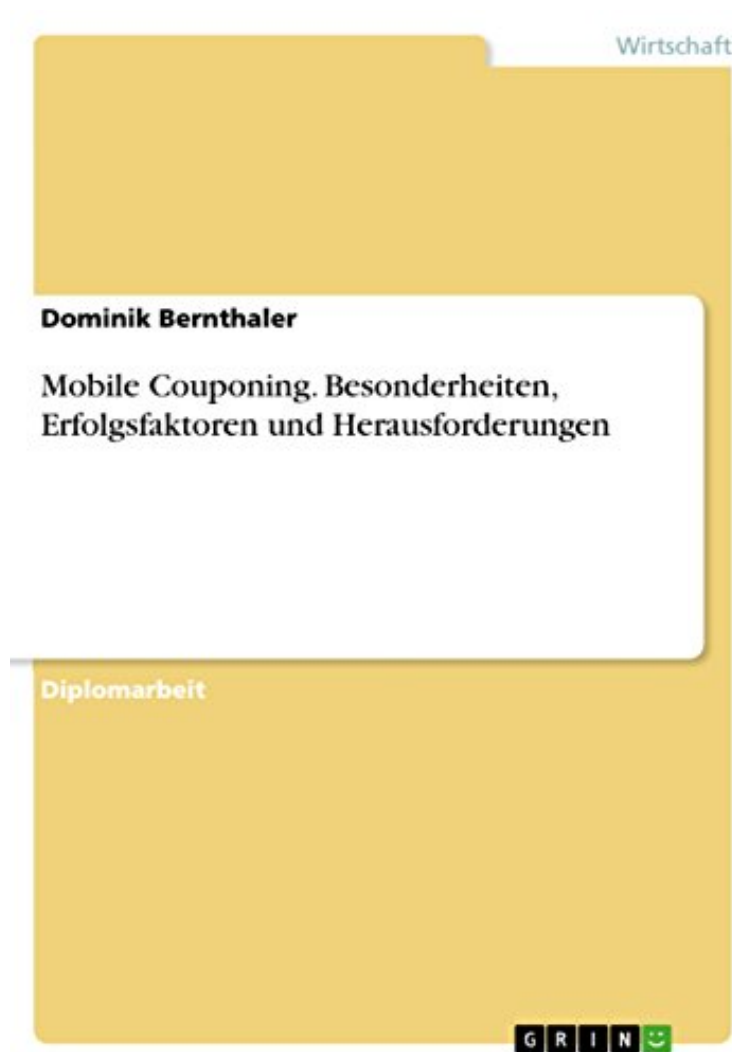 Wirtschaft
Dominik Bernthaler
Mobile Couponing. Besonderheiten,
Erfolgsfaktoren und Herausforderungen
Diplomarbeit
GRIN